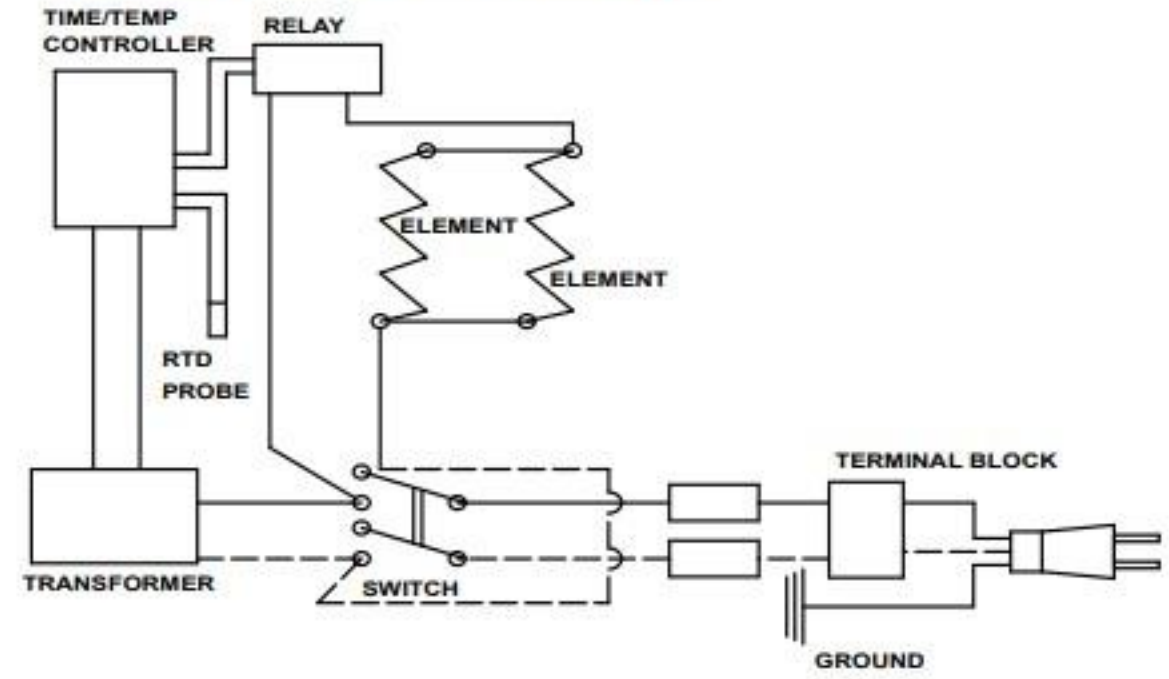 TIME/TEMP
CONTROLLER
RELAY
ELEMENT
ELEMENT
RTD
PROBE
TERMINAL BLOCK
TRANSFORMER
SWITCH
GROUND